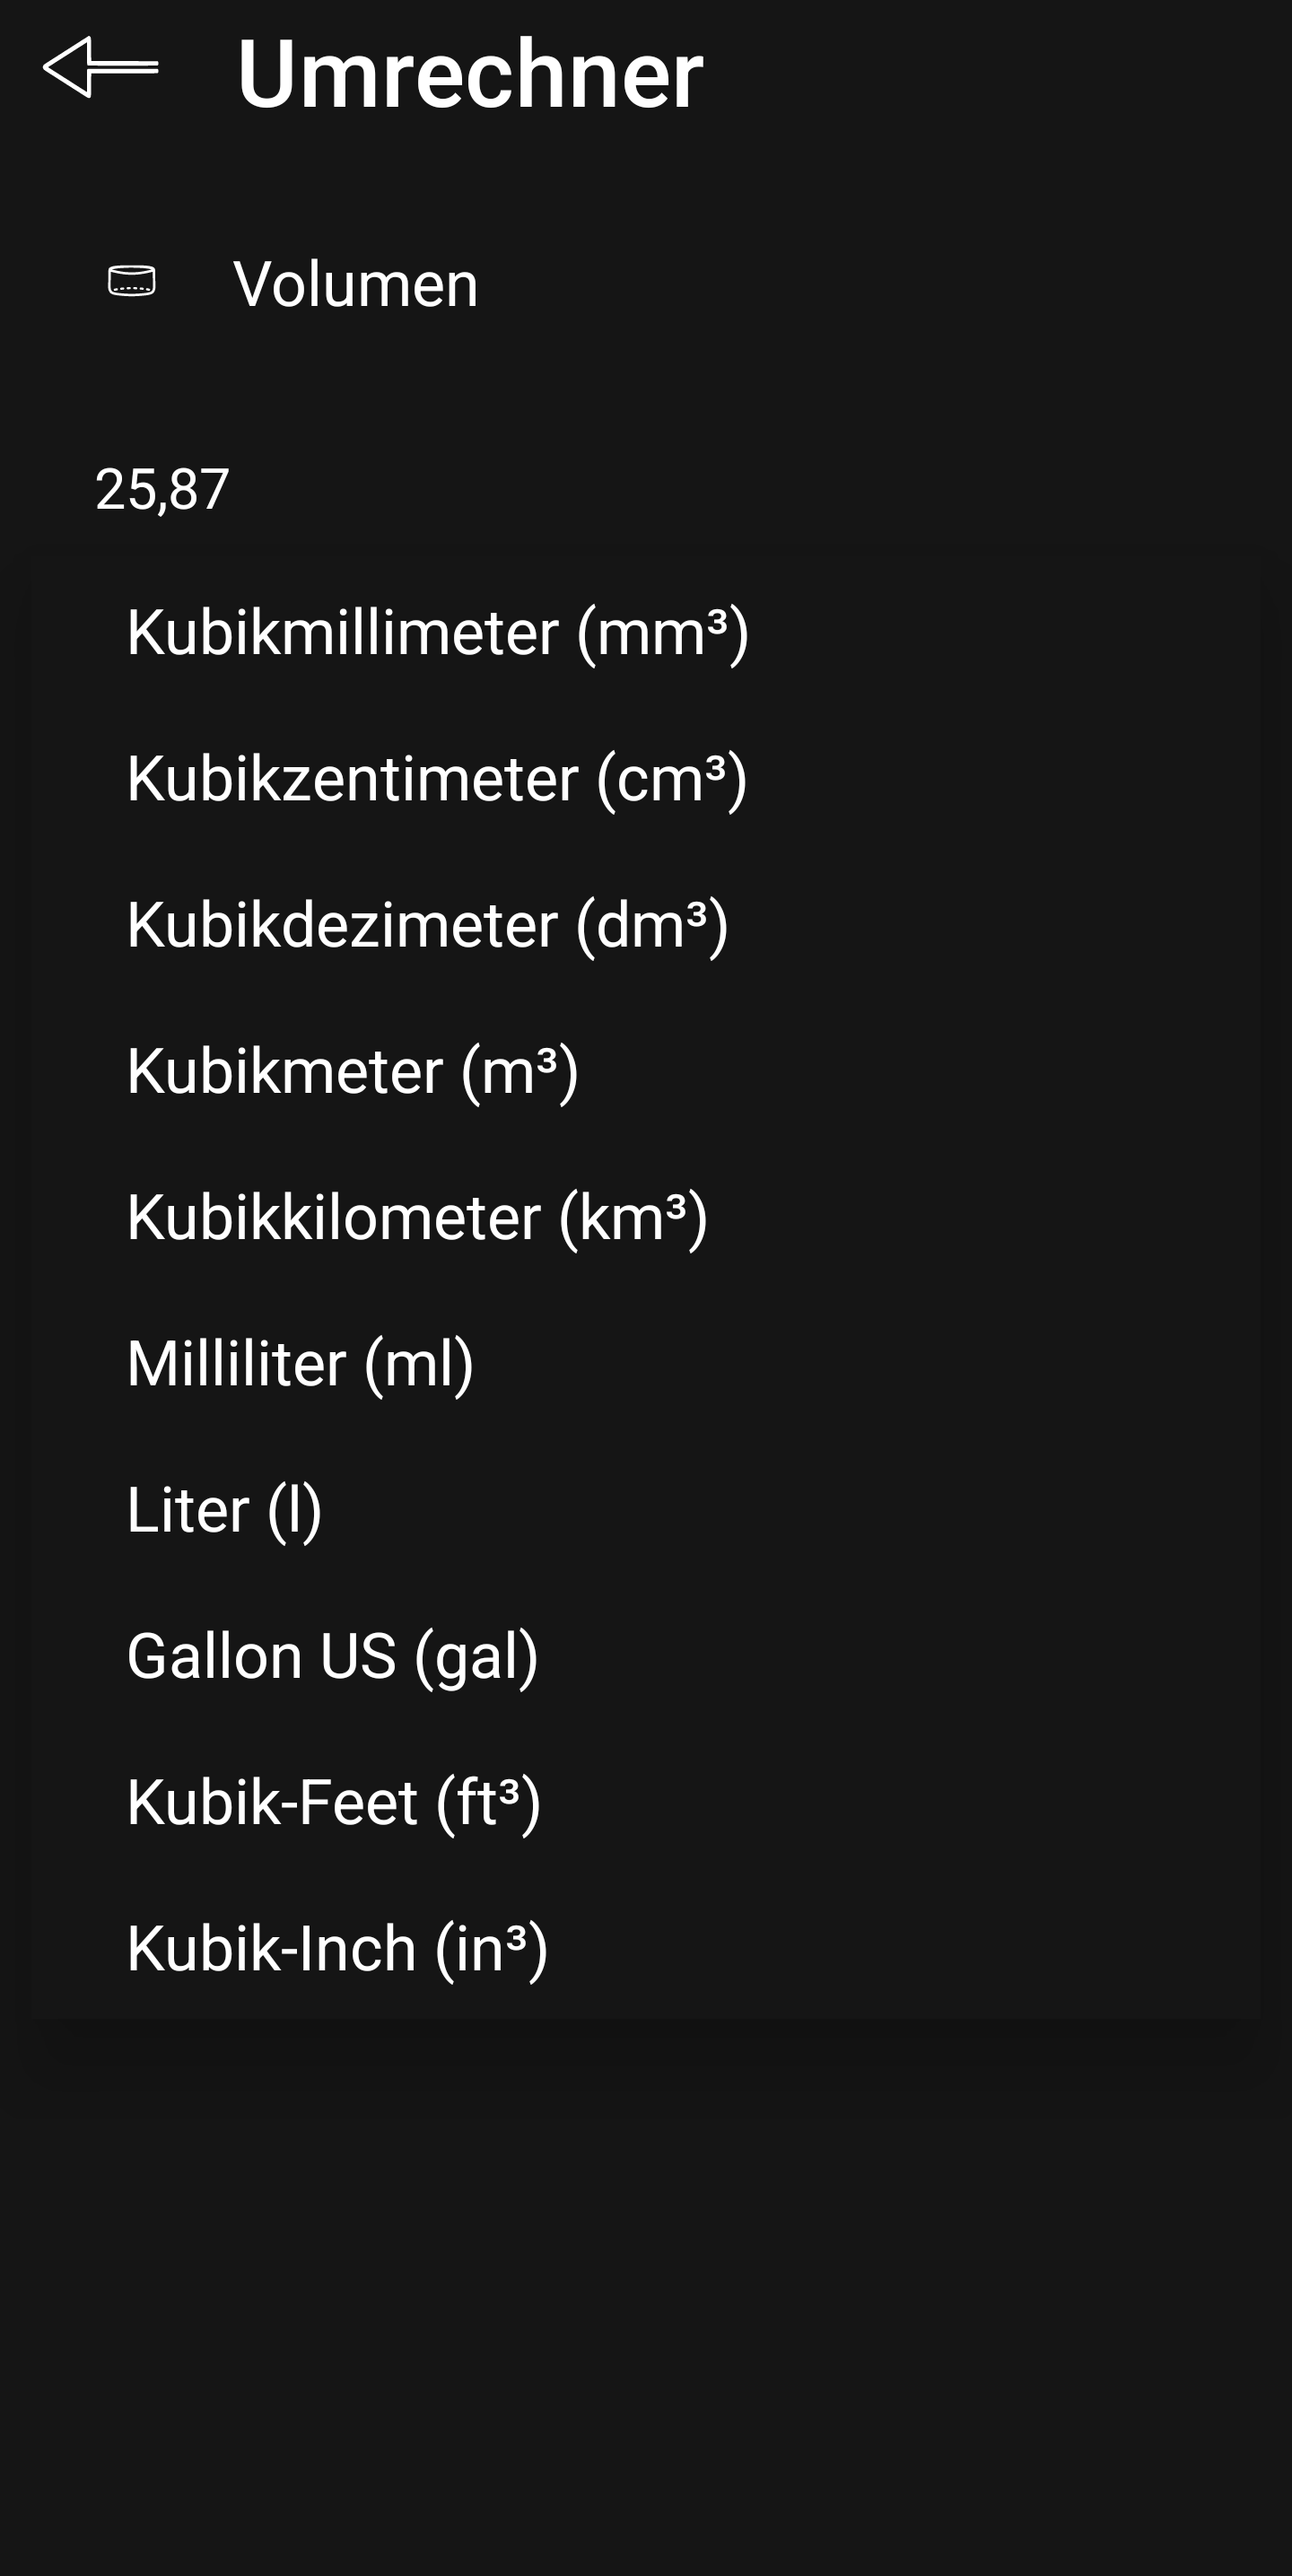 Umrechner
Volumen
25,87
Kubikmillimeter (mm³)
Kubikzentimeter (cm³)
Kubikdezimeter (dm³)
Kubikmeter (m³)
Kubikkilometer (km³)
Milliliter (ml)
Liter (l)
Gallon US (gal)
Kubik-Feet (ft³)
Kubik-Inch (in³)